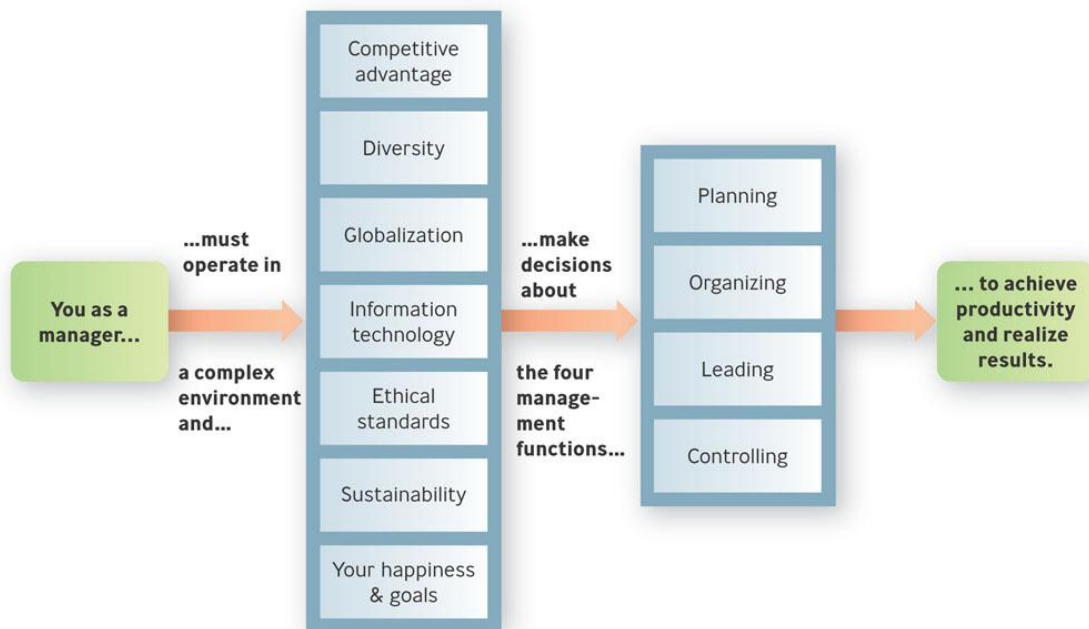 You as a
manager...
...must
operate in
a complex
environment
and...
Competitive
advantage
Diversity
Globalization
Information
technology
Ethical
standards
Sustainability
Your happiness
& goals
...make
decisions
about
the four
manage-
ment
functions...
Planning
Organizing
Leading
Controlling
... to achieve
productivity
and realize
results.